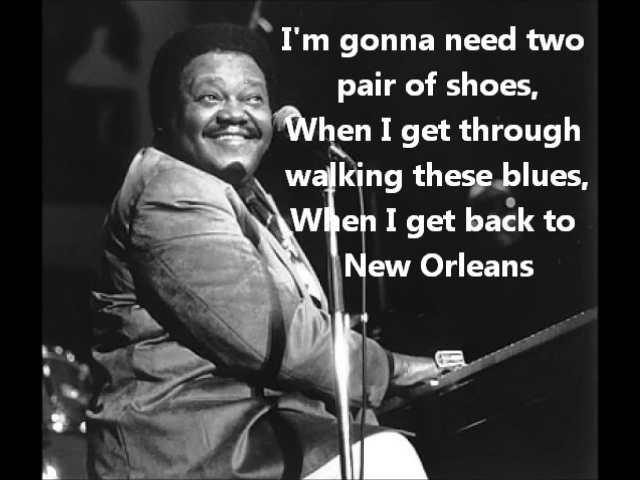 I'm gonna need two
pair of shoes,
When I get through
walking these blues,
When I get back to
New Orleans